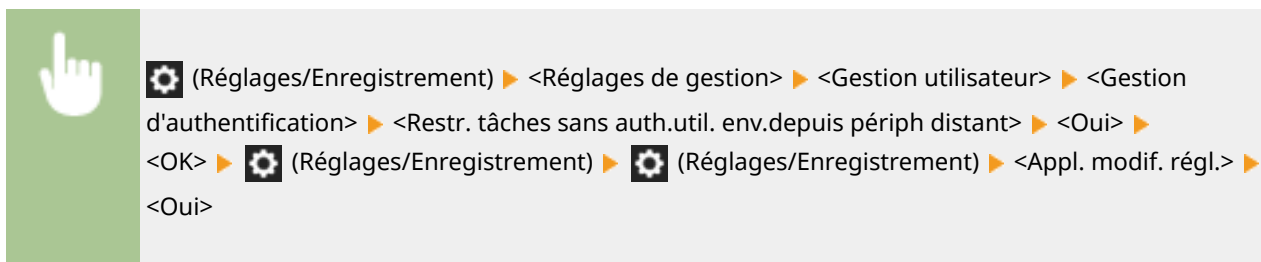 (Réglages/Enregistrement) <Réglages de gestion> <Gestion utilisateur> <Gestion
d'authentification> <Restr. tâches sans auth.util. env.depuis périph distant> <Oui>
<OK> (Réglages/Enregistrement) (Réglages/Enregistrement) <Appl. modif. régl.>
<Oui>